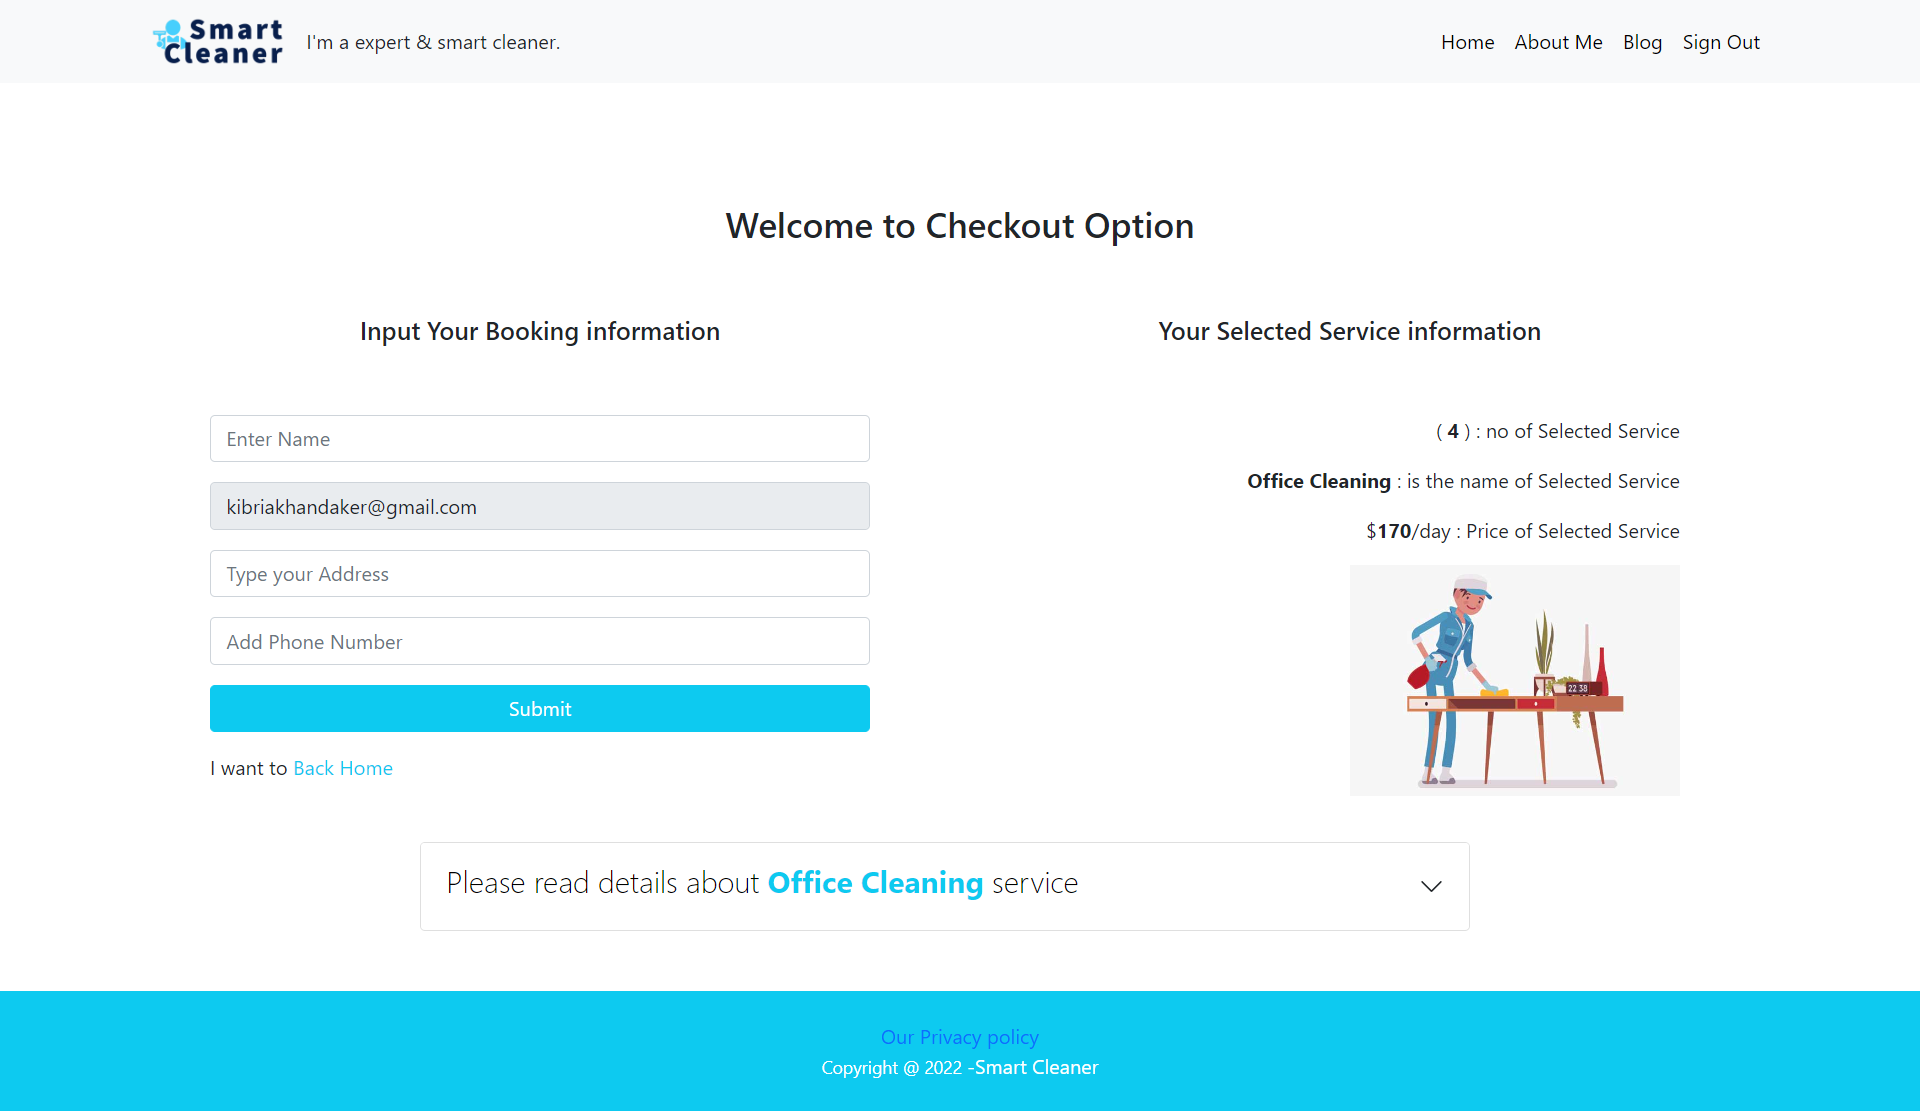 Smart
Cleaner
I'm a expert & smart cleaner.
Home About Me Blog Sign Out
Welcome to Checkout Option
Input Your Booking information
Enter Name
kibriakhandaker@gmail.com
Type your Address
Add Phone Number
Submit
I want to Back Home
Your Selected Service information
( 4 ) : no of Selected Service
Office Cleaning : is the name of Selected Service
$170/day : Price of Selected Service
22 38
Please read details about Office Cleaning service
Our Privacy policy
Copyright @ 2022 -Smart Cleaner